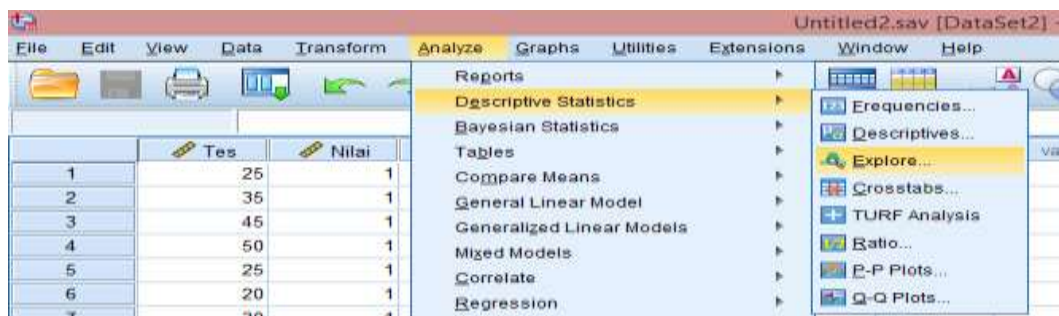 Untitled2.sav [DataSet2] -
File Edit View Data Transform Analyze Graphs Utilities Extensions Window Help
Reports
Descriptive Statistics
Bayesian Statistics
Tables
Compare Means
General Linear Model
Generalized Linear Models
Mixed Models
Correlate
Regression
Frequencies...
Descriptives...
Explore...
Crosstabs...
TURF Analysis
Ratio...
P-P Plots...
Q-Q Plots...
Tes Nilai va
1 25 1
2 35 1
3 45 1
4 50 1
5 25 1
6 20 1